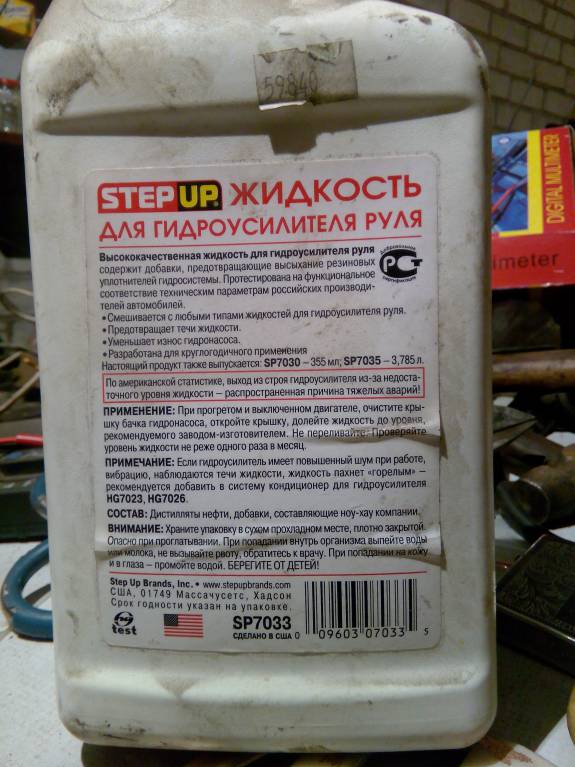 59840
STEP UP ЖИДКОСТЬ
ДЛЯ ГИДРОУСИЛИТЕЛЯ РУЛЯ
Высококачественная жидкость для гидроусилителя руля
содержит добавки, предотвращающие высыхание резиновых
уплотнителей гидросистемы. Протестирована на функциональное
соответствие техническим параметрам российских производи-
телей автомобилей.
Добровольная
РСТ
сертификация
• Смешивается с любыми типами жидкостей для гидроусилителя руля.
• Предотвращает течи жидкости.
• Уменьшает износ гидронасоса.
• Разработана для круглогодичного применения
Настоящий продукт также выпускается: SP7030 – 355 мл; SP7035 – 3,785 л.
По американской статистике, выход из строя гидроусилителя из-за недоста-
точного уровня жидкости – распространенная причина тяжелых аварий!
ПРИМЕНЕНИЕ: При прогретом и выключенном двигателе, очистите кры-
шку бачка гидронасоса, откройте крышку, долейте жидкость до уровня,
рекомендуемого заводом-изготовителем. Не переливайте. Проверяйте
уровень жидкости не реже одного раза в месяц.
ПРИМЕЧАНИЕ: Если гидроусилитель имеет повышенный шум при работе,
вибрацию, наблюдаются течи жидкости, жидкость пахнет «горелым» –
рекомендуется добавить в систему кондиционер для гидроусилителя
HG7023, HG7026.
СОСТАВ: Дистилляты нефти, добавки, составляющие ноу-хау компании.
ВНИМАНИЕ: Храните упаковку в сухом прохладном месте, плотно закрытой.
Опасно при проглатывании. При попадании внутрь организма выпейте воды
или молока, не вызывайте рвоту, обратитесь к врачу. При попадании на кожу
и в глаза – промойте водой. БЕРЕГИТЕ ОТ ДЕТЕЙ!
Step Up Brands, Inc. • www.stepupbrands.com
США, 01749 Массачусетс, Хадсон
Срок годности указан на упаковке.
test
SP7033
СДЕЛАНО В США
0 09603 07033 5
DIGITAL MULTIMETER
imeter